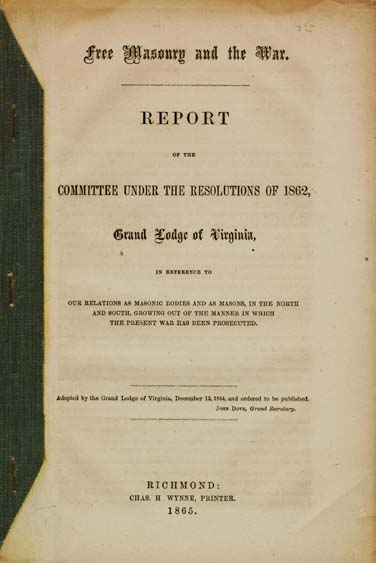 Free Masonry and the War.
REPORT
OF THE
COMMITTEE UNDER THE RESOLUTIONS OF 1862,
Grand Lodge of Virginia,
IN REFERENCE TO
OUR RELATIONS AS MASONIC BODIES AND AS MASONS, IN THE NORTH
AND SOUTH, GROWING OUT OF THE MANNER IN WHICH
THE PRESENT WAR HAS BEEN PROSECUTED.
Adopted by the Grand Lodge of Virginia, December 12, 1864, and ordered to be published.
JOHN DOVE, Grand Secretary.
RICHMOND:
CHAS. H WYNNE, PRINTER.
1865.